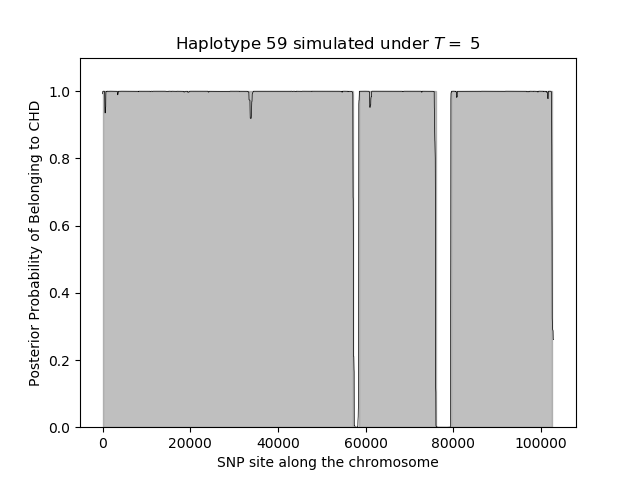 Haplotype 59 simulated under T = 5
Posterior Probability of Belonging to CHD
1.0
0.8
0.6
0.4
0.2
0.0
0 20000 40000 60000 80000 100000
SNP site along the chromosome